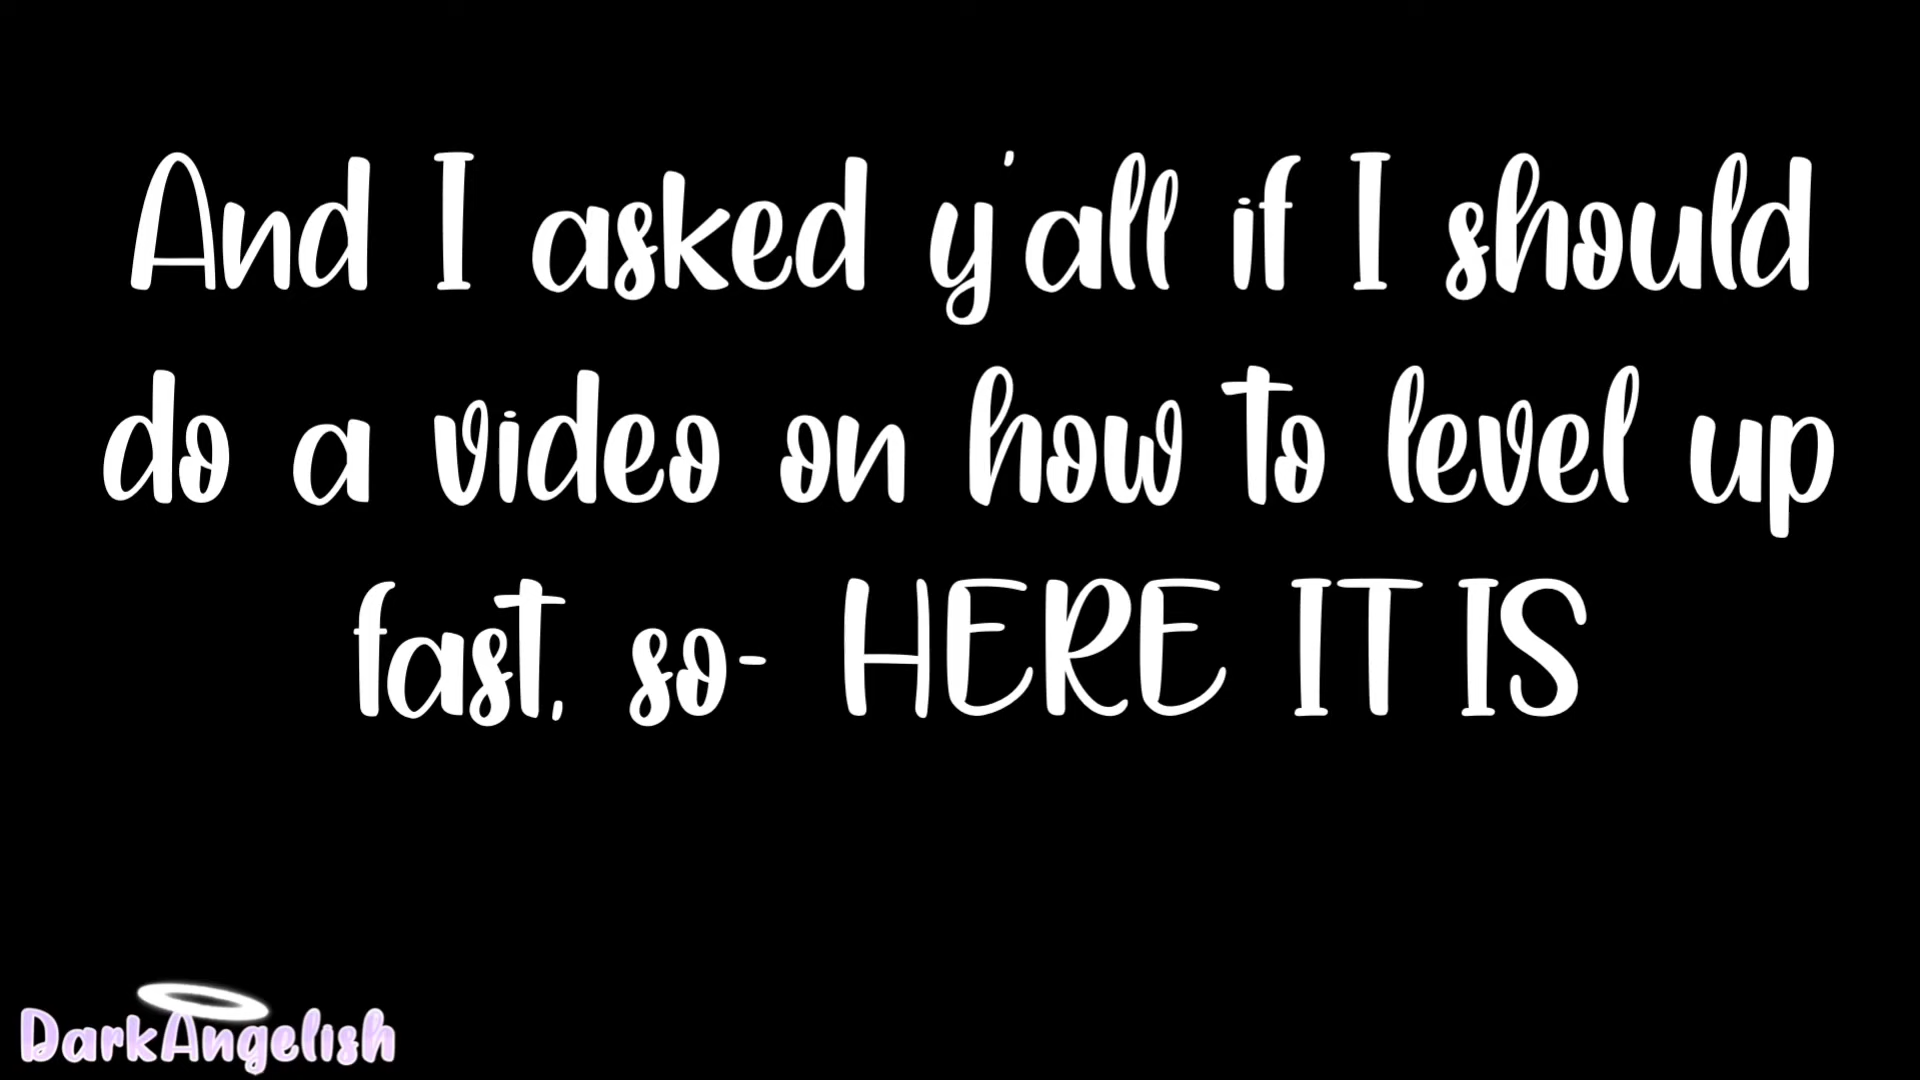 And I asked y'all if I should
do a video on how to level up
fast, so- HERE IT IS
DarkAngelish